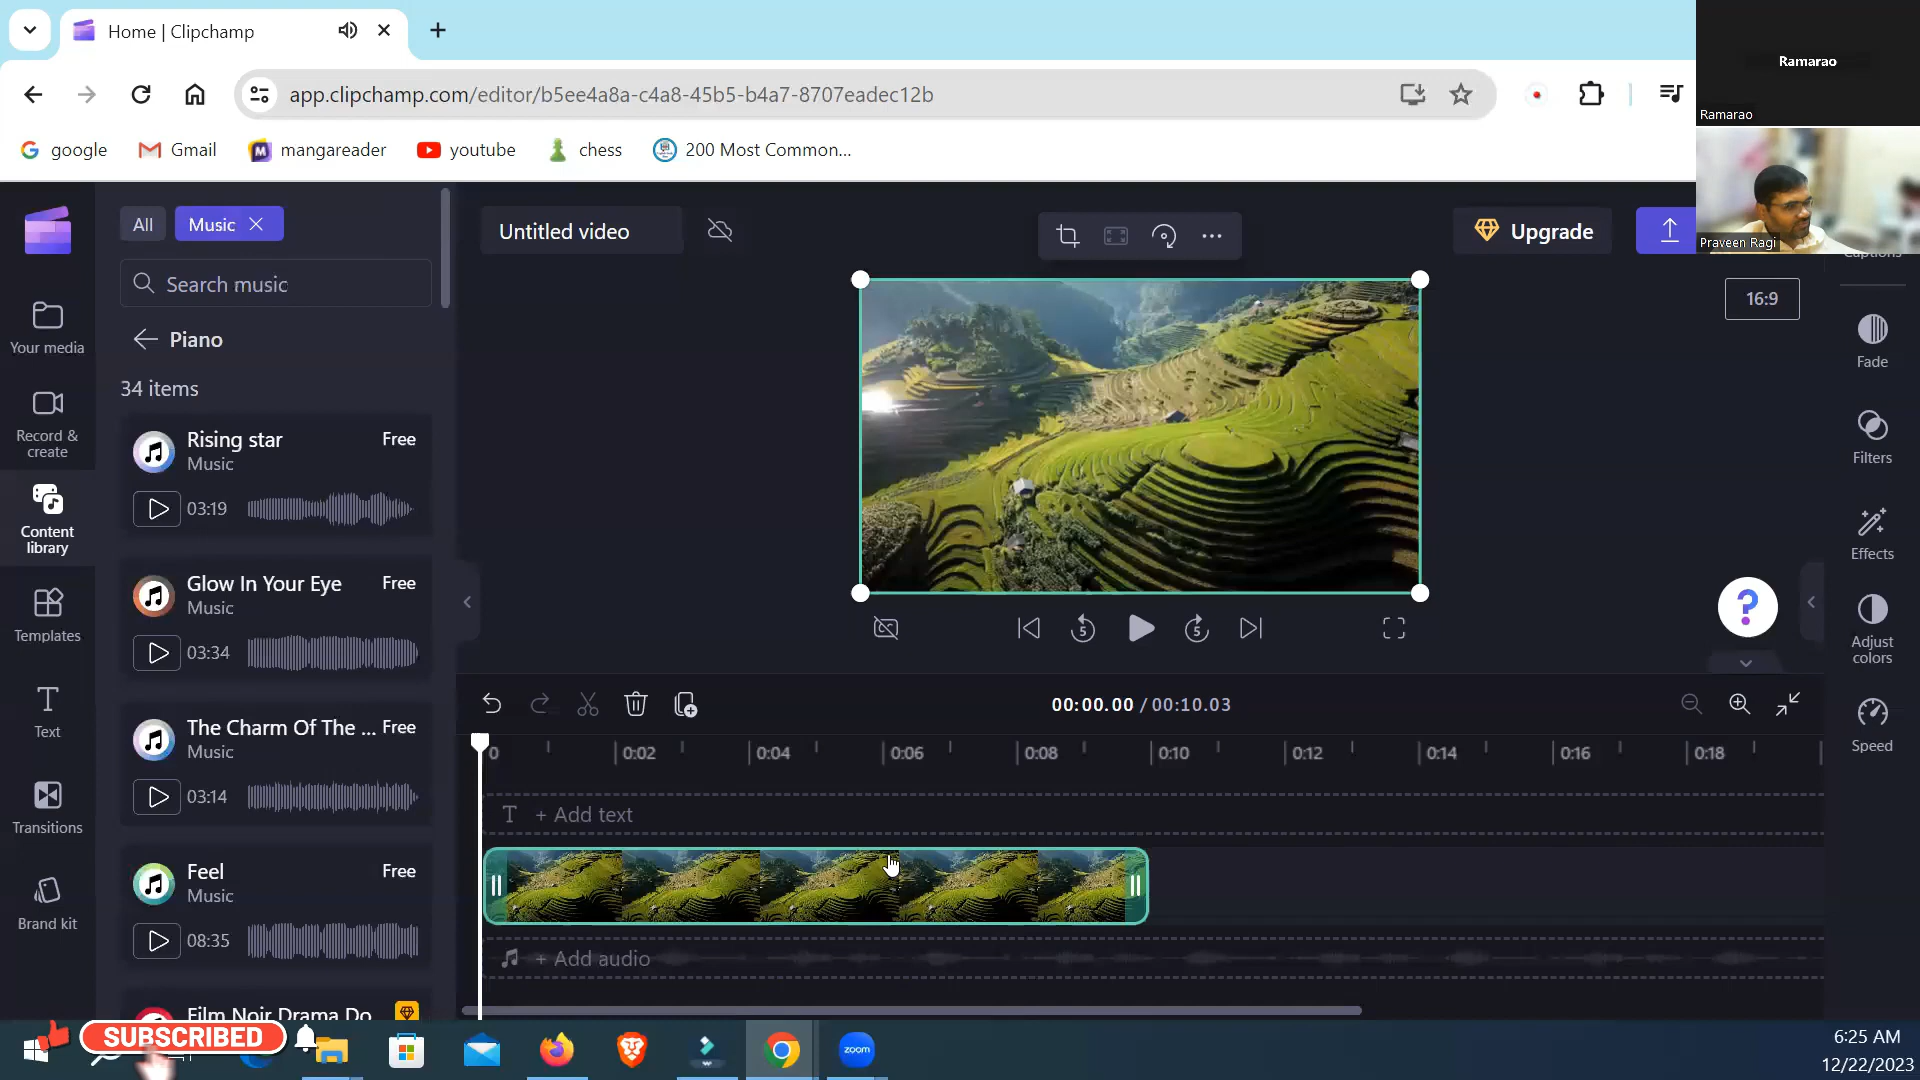 Home | Clipchamp
app.clipchamp.com/editor/b5ee4a8a-c4a8-45b5-b4a7-8707eadec12b
google
Gmail
mangareader
youtube
chess
200 Most Common...
Ramarao
Ramarao
Praveen Ragi
All
Music
Search music
Piano
34 items
Rising star
Free
Music
03:19
Glow In Your Eye
Free
Music
03:34
The Charm Of The ...
Free
Music
03:14
Feel
Free
Music
08:35
Film Noir Drama Do
Your media
Record &
create
Content
library
Templates
Text
Transitions
Brand kit
Untitled video
Upgrade
16:9
Captions
Fade
Filters
Effects
Adjust
colors
Speed
5
5
?
00:00.00 / 00:10.03
0
0:02
0:04
0:06
0:08
0:10
0:12
0:14
0:16
0:18
T + Add text
+ Add audio
SUBSCRIBED
zoom
6:25 AM
12/22/2023